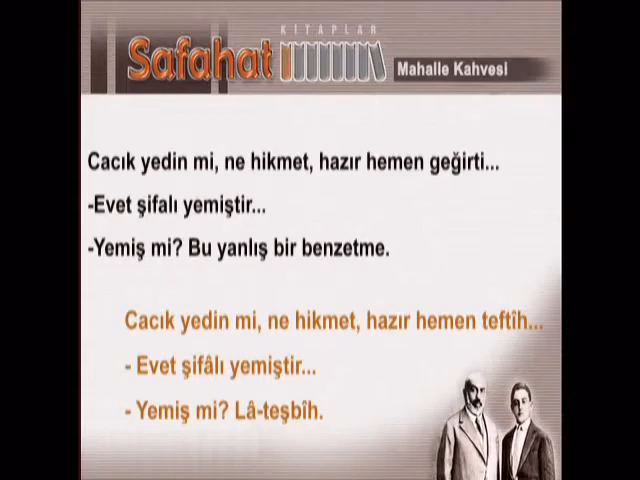 KİTAPLAR
Safahat
Mahalle Kahvesi
Cacık yedin mi, ne hikmet, hazır hemen geğirti...
-Evet şifalı yemiştir...
-Yemiş mi? Bu yanlış bir benzetme.
Cacık yedin mi, ne hikmet, hazır hemen teftîh...
- Evet şifâlı yemiştir...
- Yemiş mi? Lâ-teşbîh.